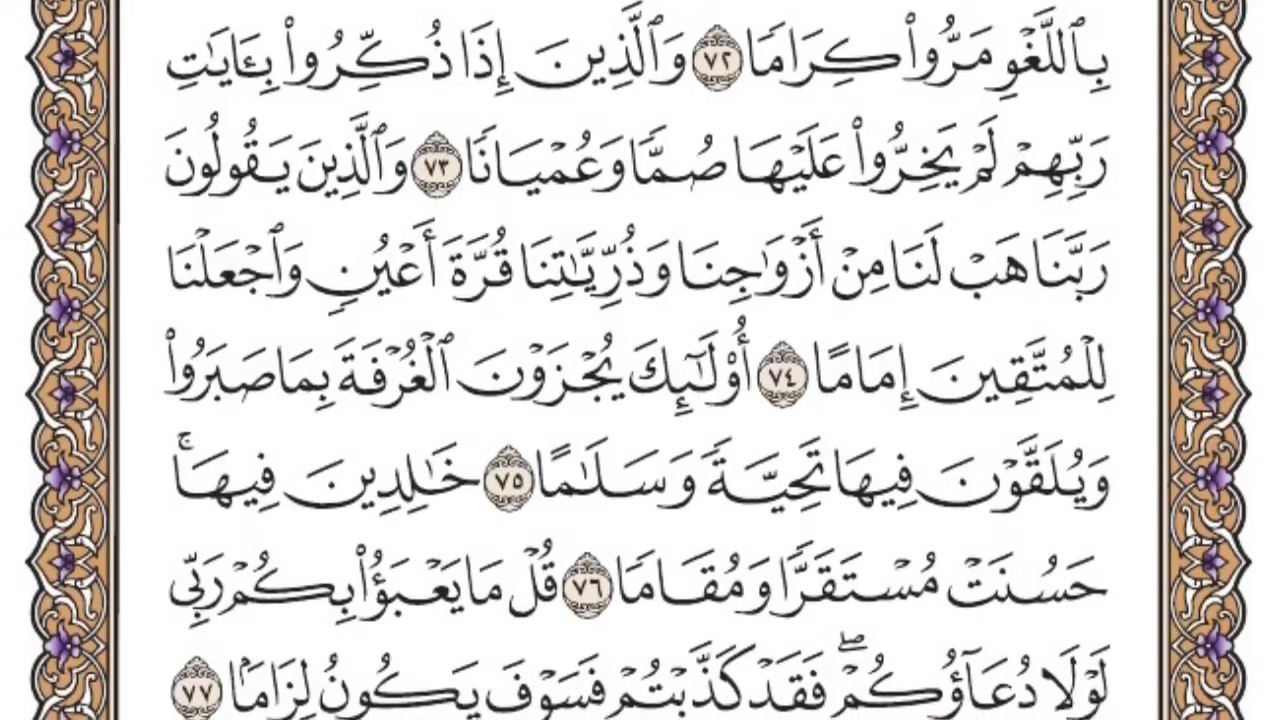 بِٱللَّغۡوِ مَرُّواْ كِرَامٗا ٧٢ وَٱلَّذِينَ إِذَا ذُكِّرُواْ بِـَٔايَٰتِ
رَبِّهِمۡ لَمۡ يَخِرُّواْ عَلَيۡهَا صُمّٗا وَعُمۡيَانٗا ٧٣ وَٱلَّذِينَ يَقُولُونَ
رَبَّنَا هَبۡ لَنَا مِنۡ أَزۡوَٰجِنَا وَذُرِّيَّٰتِنَا قُرَّةَ أَعۡيُنٖ وَٱجۡعَلۡنَا
لِلۡمُتَّقِينَ إِمَامًا ٧٤ أُوْلَٰٓئِكَ يُجۡزَوۡنَ ٱلۡغُرۡفَةَ بِمَا صَبَرُواْ
وَيُلَقَّوۡنَ فِيهَا تَحِيَّةٗ وَسَلَٰمًا ٧٥ خَٰلِدِينَ فِيهَاۚ
حَسُنَتۡ مُسۡتَقَرّٗا وَمُقَامٗا ٧٦ قُلۡ مَا يَعۡبَؤُاْ بِكُمۡ رَبِّي
لَوۡلَا دُعَآؤُكُمۡۖ فَقَدۡ كَذَّبۡتُمۡ فَسَوۡفَ يَكُونُ لِزَامَۢا ٧٧